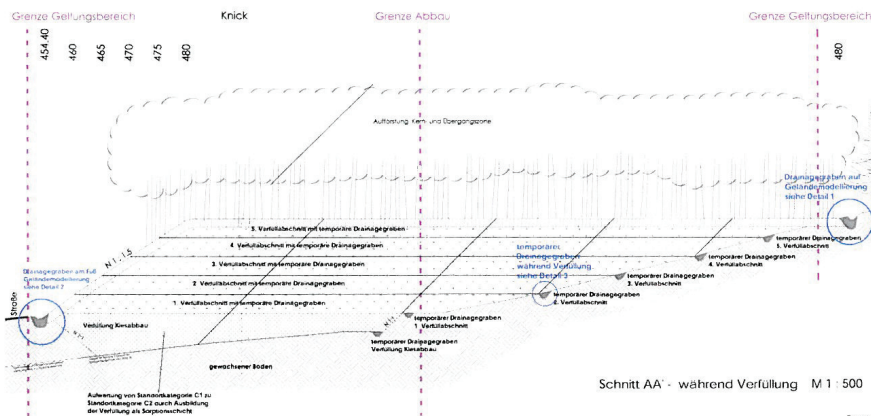 Grenze Geltungsbereich
Knick
Grenze Abbau
Grenze Geltungsbereich
454,40
460
465
470
475
480
480
Aufforstung Kern- und Übergangszone
Drainagegraben auf
Geländemodellierung
siehe Detail 1
5. Verfüllabschnitt mit temporäre Drainagegraben
4. Verfüllabschnitt mit temporäre Drainagegraben
3. Verfüllabschnitt mit temporäre Drainagegraben
2. Verfüllabschnitt mit temporäre Drainagegraben
1. Verfüllabschnitt mit temporäre Drainagegraben
N 1 : 1,5
temporärer
Drainagegraben
während Verfüllung
siehe Detail 3
temporärer Drainagegraben
5. Verfüllabschnitt
temporärer Drainagegraben
4. Verfüllabschnitt
temporärer Drainagegraben
3. Verfüllabschnitt
temporärer Drainagegraben
2. Verfüllabschnitt
temporärer Drainagegraben
1. Verfüllabschnitt
temporärer Drainagegraben
Verfüllung Kiesabbau
Drainagegraben am Fuß
Geländemodellierung
siehe Detail 2
Straße
Verfüllung Kiesabbau
gewachsener Boden
Aufwertung von Standortkategorie C1 zu
Standortkategorie C2 durch Ausbildung
der Verfüllung als Sorptionsschicht
Schnitt AA' - während Verfüllung M 1 : 500